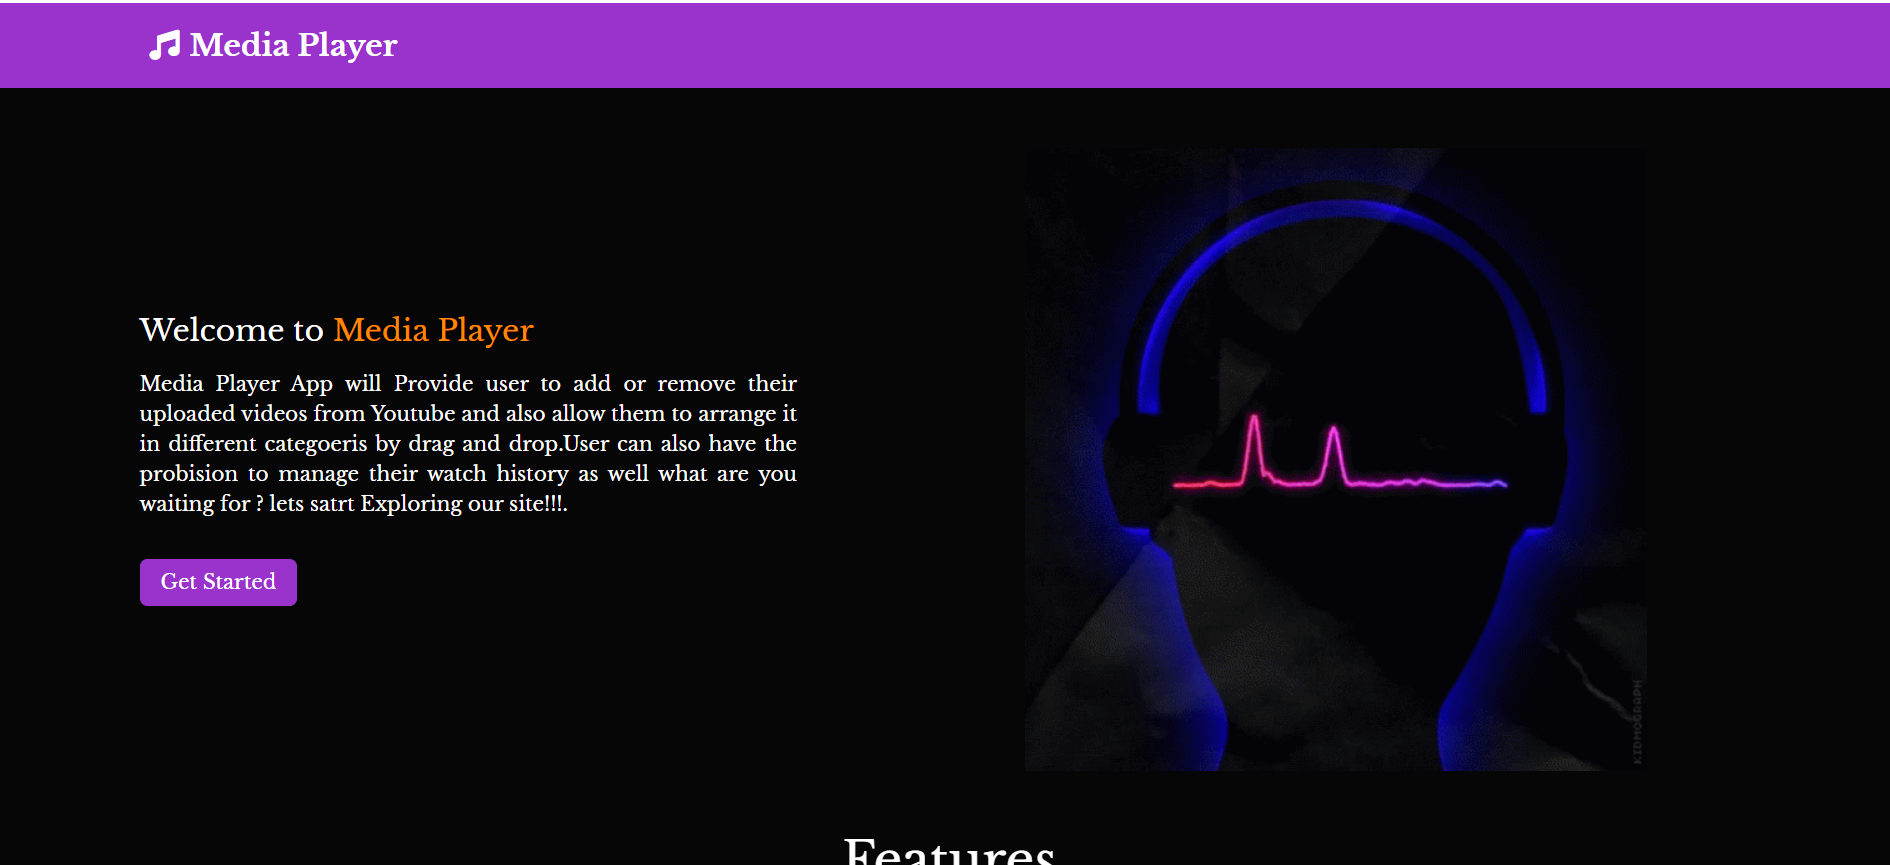 Media Player
Welcome to Media Player
Media Player App will Provide user to add or remove their
uploaded videos from Youtube and also allow them to arrange it
in different categoeris by drag and drop.User can also have the
probision to manage their watch history as well what are you
waiting for ? lets satrt Exploring our site!!!.
Get Started
KIDMOGRAPH
Features